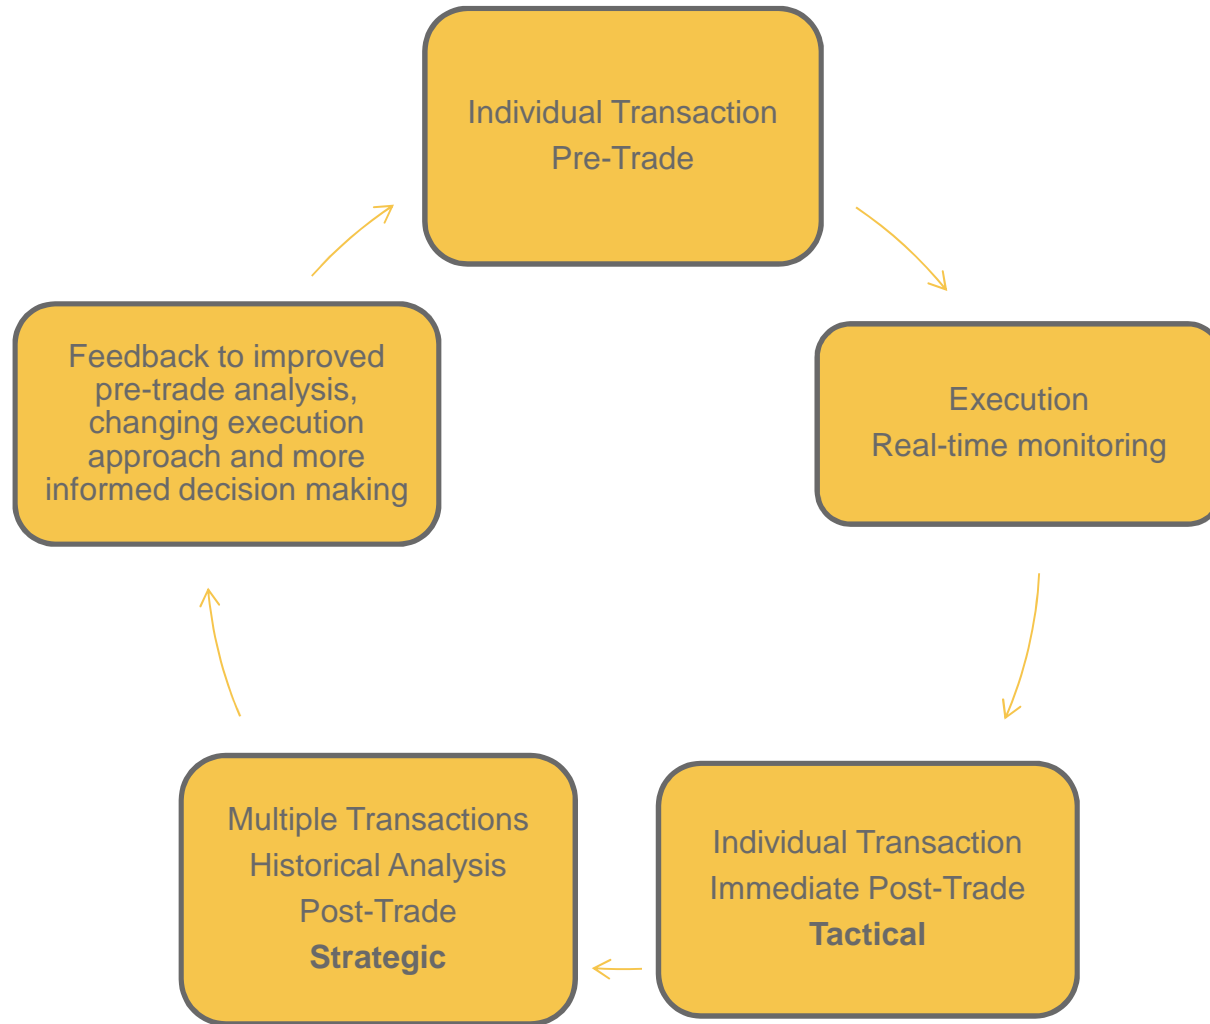 Individual Transaction
Pre-Trade
Execution
Real-time monitoring
Individual Transaction
Immediate Post-Trade
Tactical
Multiple Transactions
Historical Analysis
Post-Trade
Strategic
Feedback to improved
pre-trade analysis,
changing execution
approach and more
informed decision making